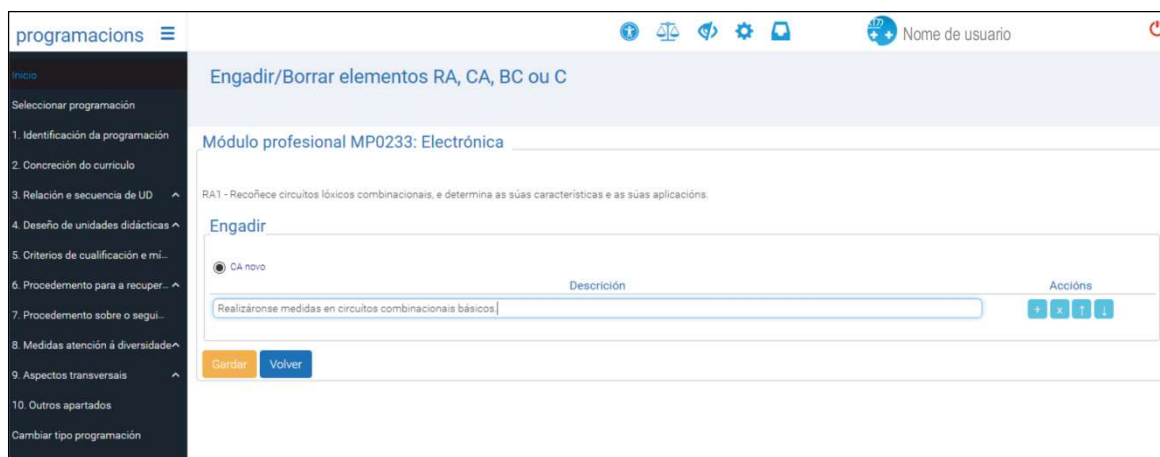 programacions
Nome de usuario
Inicio
Seleccionar programación
1. Identificación da programación
2. Concreción do currículo
3. Relación e secuencia de UD
4. Deseño de unidades didácticas
5. Criterios de cualificación e mí...
6. Procedemento para a recuper...
7. Procedemento sobre o segui...
8. Medidas atención á diversidade
9. Aspectos transversais
10. Outros apartados
Cambiar tipo programación
Engadir/Borrar elementos RA, CA, BC ou C
Módulo profesional MP0233: Electrónica
RA1 - Recoñece circuitos lóxicos combinacionais, e determina as súas características e as súas aplicacións.
Engadir
CA novo
Descrición Accións
Realizáronse medidas en circuitos combinacionais básicos.
+ x ↑ ↓
Gardar Volver